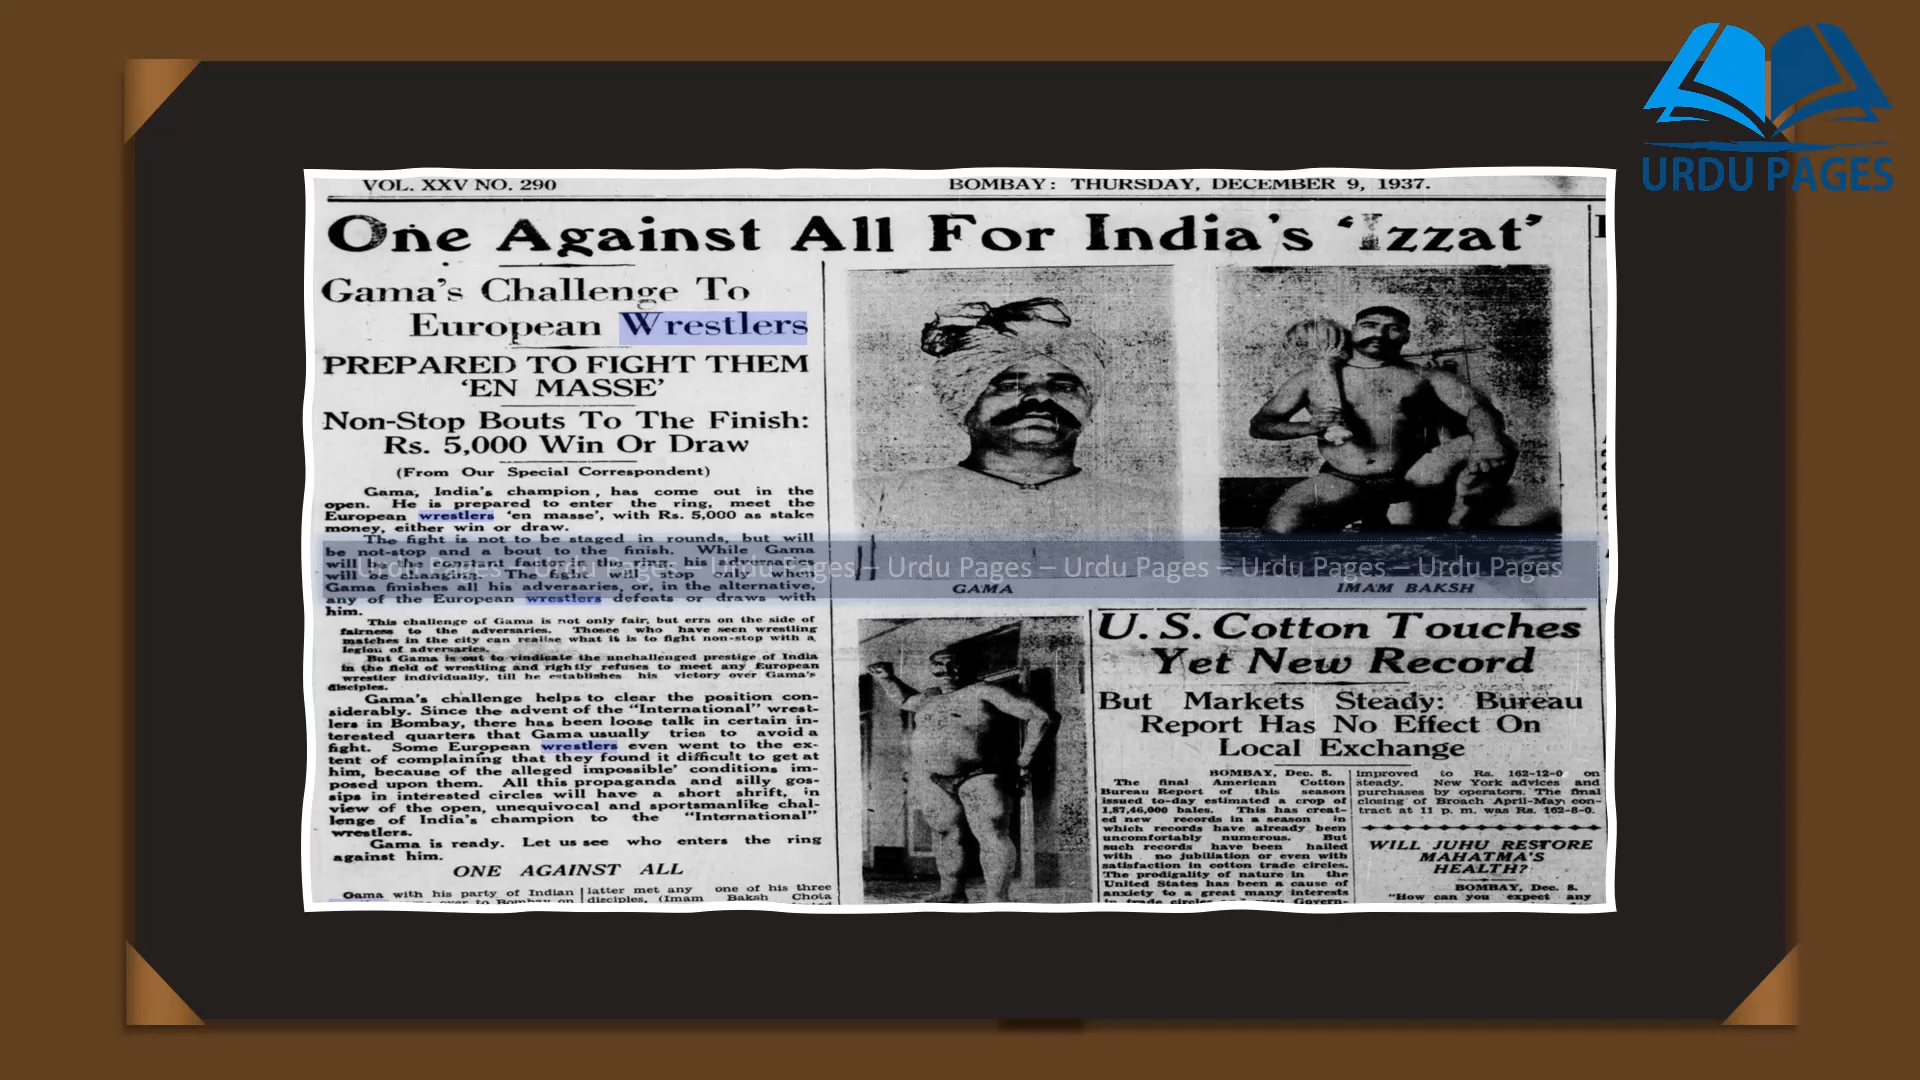 URDU PAGES
VOL. XXV NO. 290
BOMBAY: THURSDAY, DECEMBER 9, 1937.
One Against All For India's 'Izzat'
Gama's Challenge To
European Wrestlers
PREPARED TO FIGHT THEM
'EN MASSE'
Non-Stop Bouts To The Finish:
Rs. 5,000 Win Or Draw
(From Our Special Correspondent)
Gama, India's champion, has come out in the
open. He is prepared to enter the ring, meet the
European wrestlers 'en masse', with Rs. 5,000 as stake
money, either win or draw.
The fight is not to be staged in rounds, but will
be not-stop and a bout to the finish. While Gama
will be the constant factor in the ring, his adversaries
will be changing. The fight will stop only when
Gama finishes all his adversaries, or, in the alternative,
any of the European wrestlers defeats or draws with
him.
This challenge of Gama is not only fair, but errs on the side of
fairness to the adversaries. Thosee who have seen wrestling
matches in the city can realise what it is to fight non-stop with a
legion of adversaries.
But Gama is out to vindicate the unchallenged prestige of India
in the field of wrestling and rightly refuses to meet any European
wrestler individually, till he establishes his victory over Gama's
disciples.
Gama's challenge helps to clear the position con-
siderably. Since the advent of the "International" wrest-
lers in Bombay, there has been loose talk in certain in-
terested quarters that Gama usually tries to avoid a
fight. Some European wrestlers even went to the ex-
tent of complaining that they found it difficult to get at
him, because of the alleged impossible' conditions im-
posed upon them. All this propaganda and silly gos-
sips in interested circles will have a short shrift, in
view of the open, unequivocal and sportsmanlike chal-
lenge of India's champion to the "International"
wrestlers.
Gama is ready. Let us see who enters the ring
against him.
ONE AGAINST ALL
Gama with his party of Indian
latter met any one of his three
disciples, (Imam Baksh Chota
Urdu Pages – Urdu Pages – Urdu Pages – Urdu Pages – Urdu Pages – Urdu Pages – Urdu Pages
GAMA
IMAM BAKSH
U. S. Cotton Touches
Yet New Record
But Markets Steady: Bureau
Report Has No Effect On
Local Exchange
BOMBAY, Dec. 8.
The final American Cotton
Bureau Report of this season
issued to-day estimated a crop of
1,87,46,000 bales. This has creat-
ed new records in a season in
which records have already been
uncomfortably numerous. But
such records have been hailed
with no jubiliation or even with
satisfaction in cotton trade circles.
The prodigality of nature in the
United States has been a cause of
anxiety to a great many interests
improved to Rs. 162-12-0 on
steady. New York advices and
purchases by operators. The final
closing of Broach April-May con-
tract at 11 p. m. was Rs. 162-8-0.
WILL JUHU RESTORE
MAHATMA'S
HEALTH?
BOMBAY, Dec. 8.
"How can you expect any